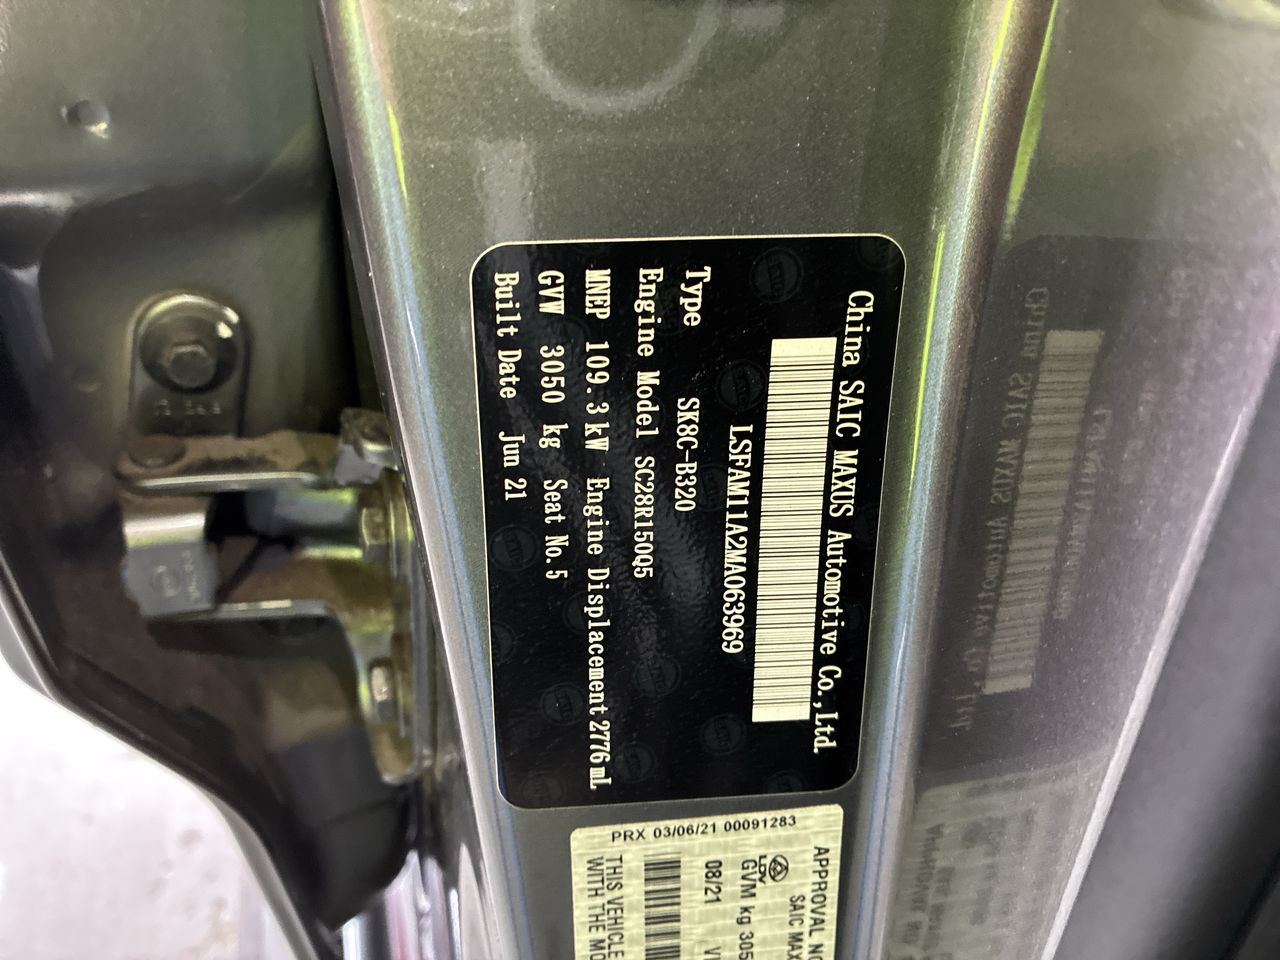 China SAIC MAXUS Automotive Co.,Ltd.
LSFAM11A2MA063969
Type SK8C-B320
Engine Model SC28R150Q5
MNEP 109.3kW Engine Displacement 2776mL
GVW 3050 kg Seat No.5
Built Date Jun 21
PRX 03/06/21 00091283
APPROVAL NO
SAIC MAX
LDV
GVM kg 305
08/21
THIS VEHICLE
WITH THE MO